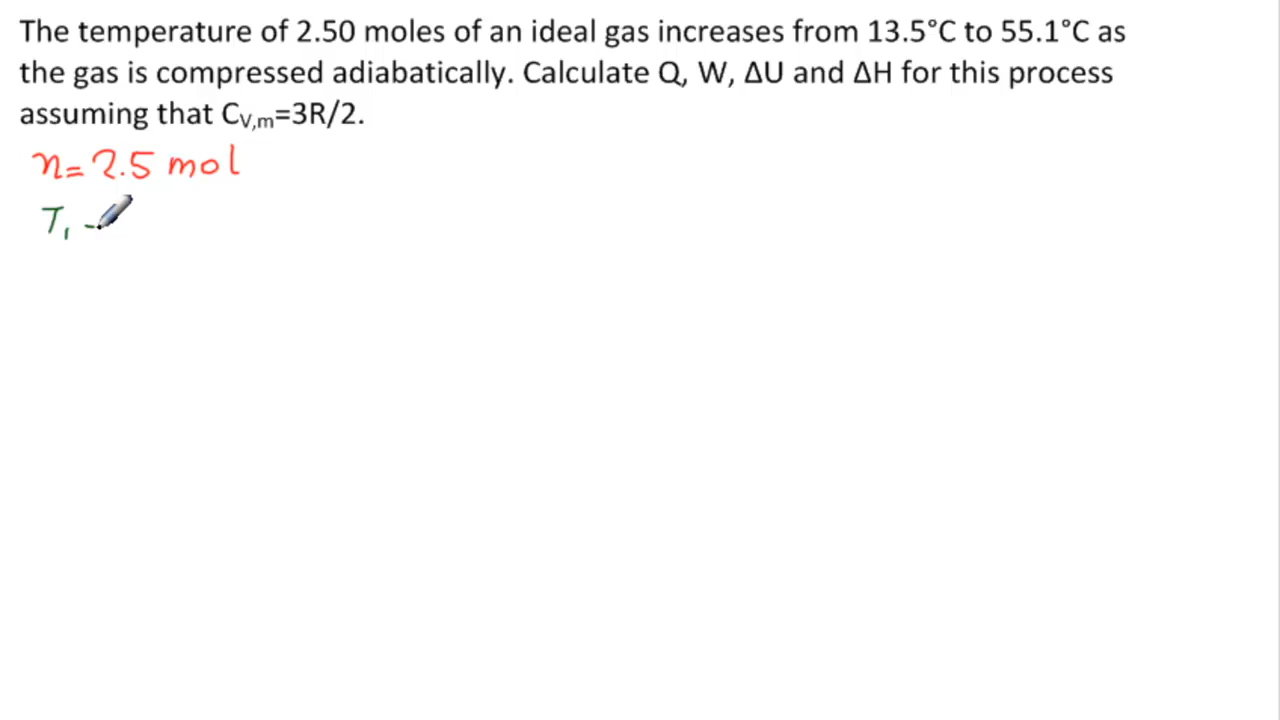 The temperature of 2.50 moles of an ideal gas increases from 13.5°C to 55.1°C as
the gas is compressed adiabatically. Calculate Q, W, ΔU and ΔH for this process
assuming that Cv,m=3R/2.
n=2.5 mol
T₁ -